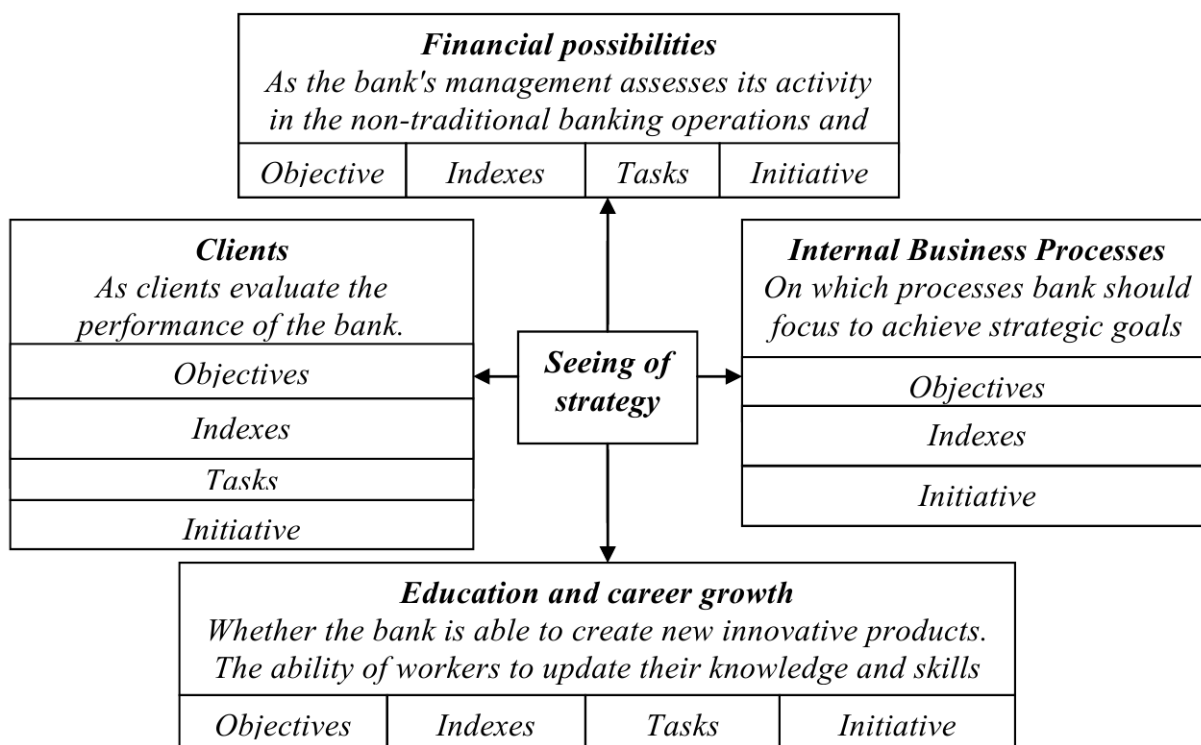 Financial possibilities
As the bank's management assesses its activity
in the non-traditional banking operations and
Objective Indexes Tasks Initiative
Clients
As clients evaluate the
performance of the bank.
Objectives
Indexes
Tasks
Initiative
Seeing of
strategy
Internal Business Processes
On which processes bank should
focus to achieve strategic goals
Objectives
Indexes
Initiative
Education and career growth
Whether the bank is able to create new innovative products.
The ability of workers to update their knowledge and skills
Objectives Indexes Tasks Initiative